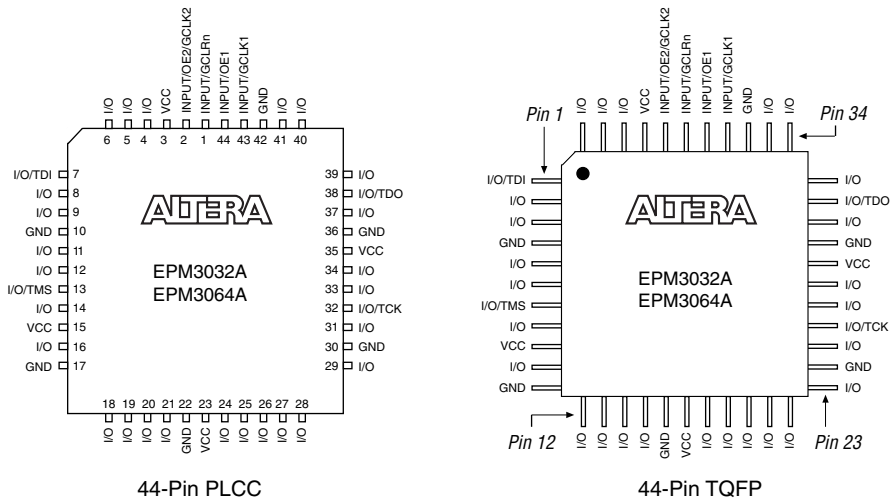 I/O
I/O
I/O
VCC
INPUT/OE2/GCLK2
INPUT/GCLRn
INPUT/OE1
INPUT/GCLK1
GND
I/O
I/O
6 5 4 3 2 1 44 43 42 41 40
I/O/TDI 7
I/O 8
I/O 9
GND 10
I/O 11
I/O 12
I/O/TMS 13
I/O 14
VCC 15
I/O 16
GND 17
ALTERA
EPM3032A
EPM3064A
39 I/O
38 I/O/TDO
37 I/O
36 GND
35 VCC
34 I/O
33 I/O
32 I/O/TCK
31 I/O
30 GND
29 I/O
18 19 20 21 22 23 24 25 26 27 28
I/O
I/O
I/O
I/O
GND
VCC
I/O
I/O
I/O
I/O
I/O
44-Pin PLCC
Pin 1
I/O
I/O
I/O
VCC
INPUT/OE2/GCLK2
INPUT/GCLRn
INPUT/OE1
INPUT/GCLK1
GND
I/O
I/O
Pin 34
I/O/TDI
I/O
I/O
GND
I/O
I/O
I/O/TMS
I/O
VCC
I/O
GND
ALTERA
EPM3032A
EPM3064A
I/O
I/O/TDO
I/O
GND
VCC
I/O
I/O
I/O/TCK
I/O
GND
I/O
Pin 12
I/O
I/O
I/O
I/O
GND
VCC
I/O
I/O
I/O
I/O
I/O
Pin 23
44-Pin TQFP